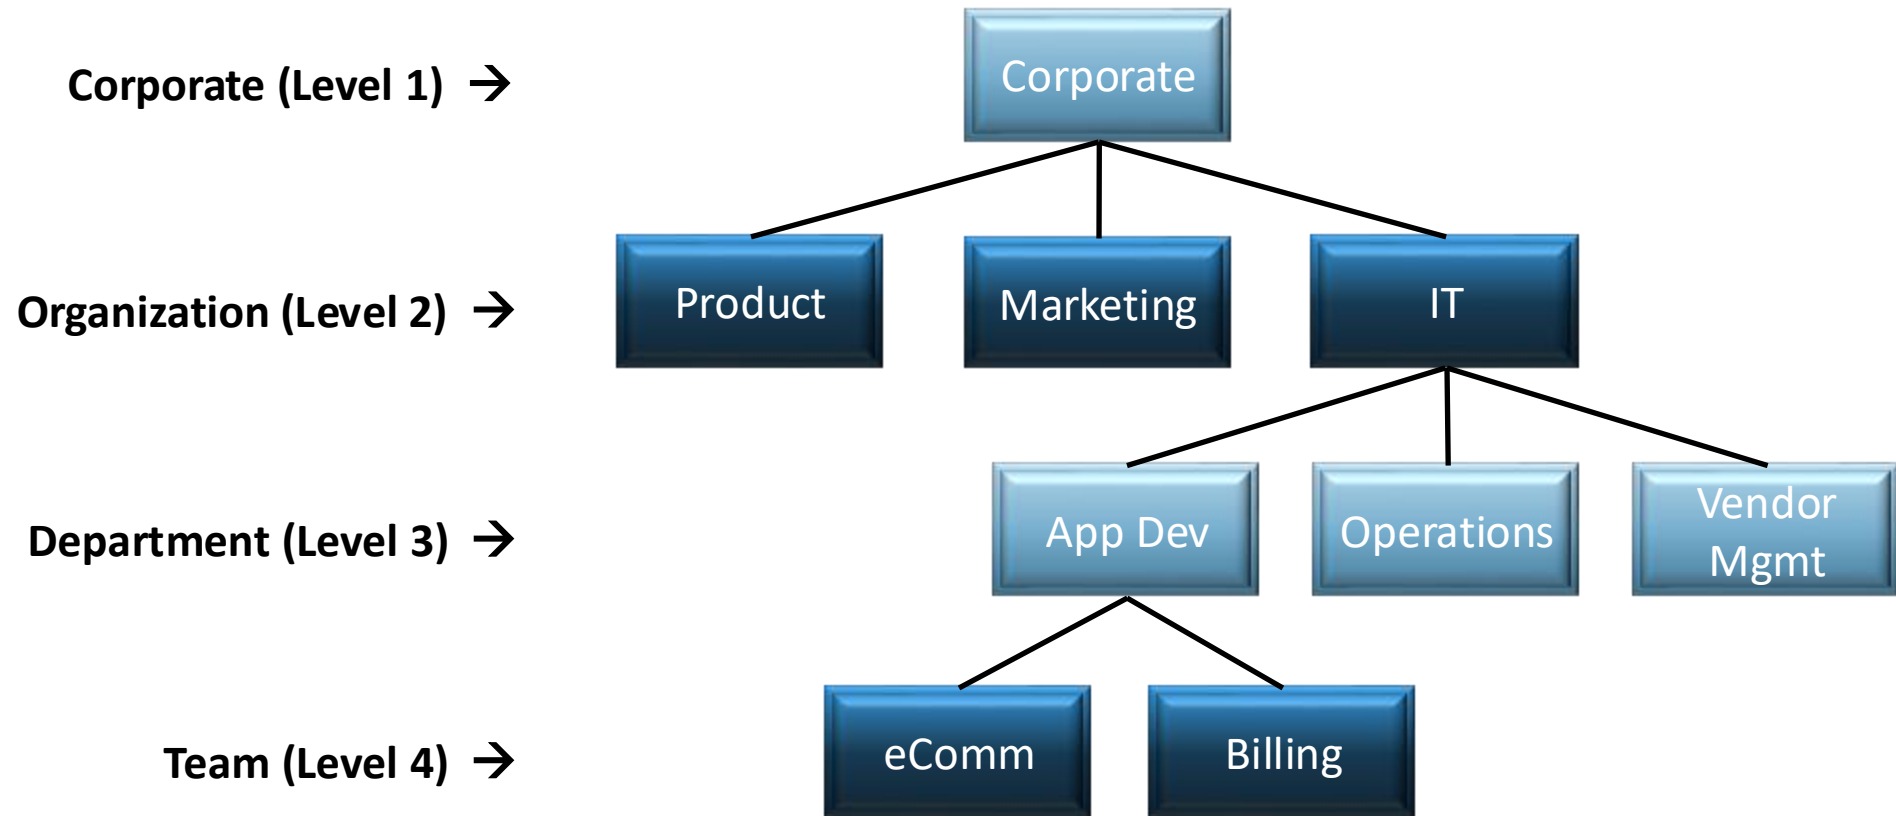 Corporate (Level 1) →
Corporate
Organization (Level 2) →
Product
Marketing
IT
Department (Level 3) →
App Dev
Operations
Vendor
Mgmt
Team (Level 4) →
eComm
Billing